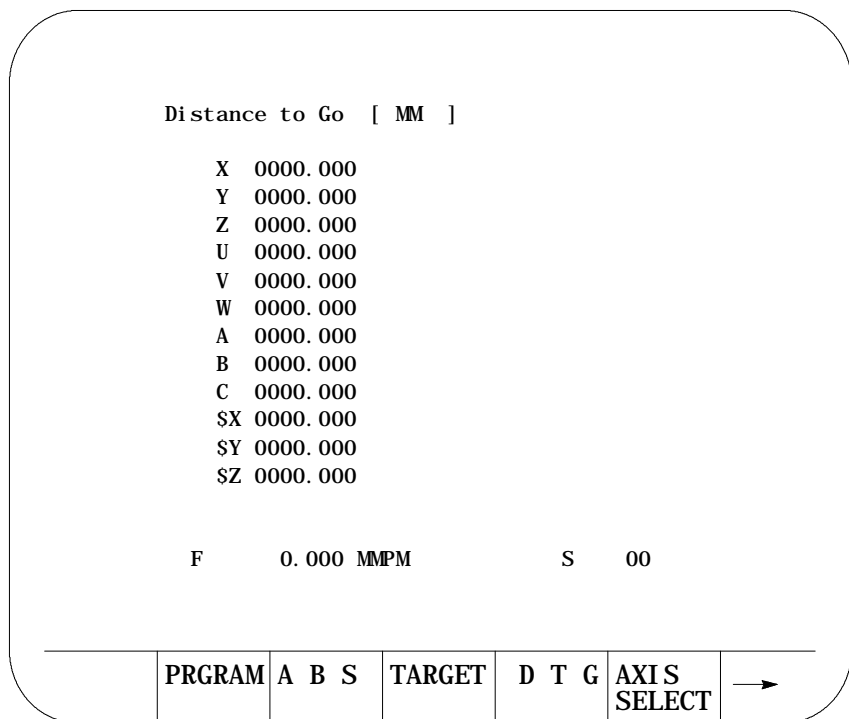 Distance to Go [ MM ]
X 0000.000
Y 0000.000
Z 0000.000
U 0000.000
V 0000.000
W 0000.000
A 0000.000
B 0000.000
C 0000.000
$X 0000.000
$Y 0000.000
$Z 0000.000
F 0.000 MMPM S 00
PRGRAM A B S TARGET D T G AXIS
SELECT